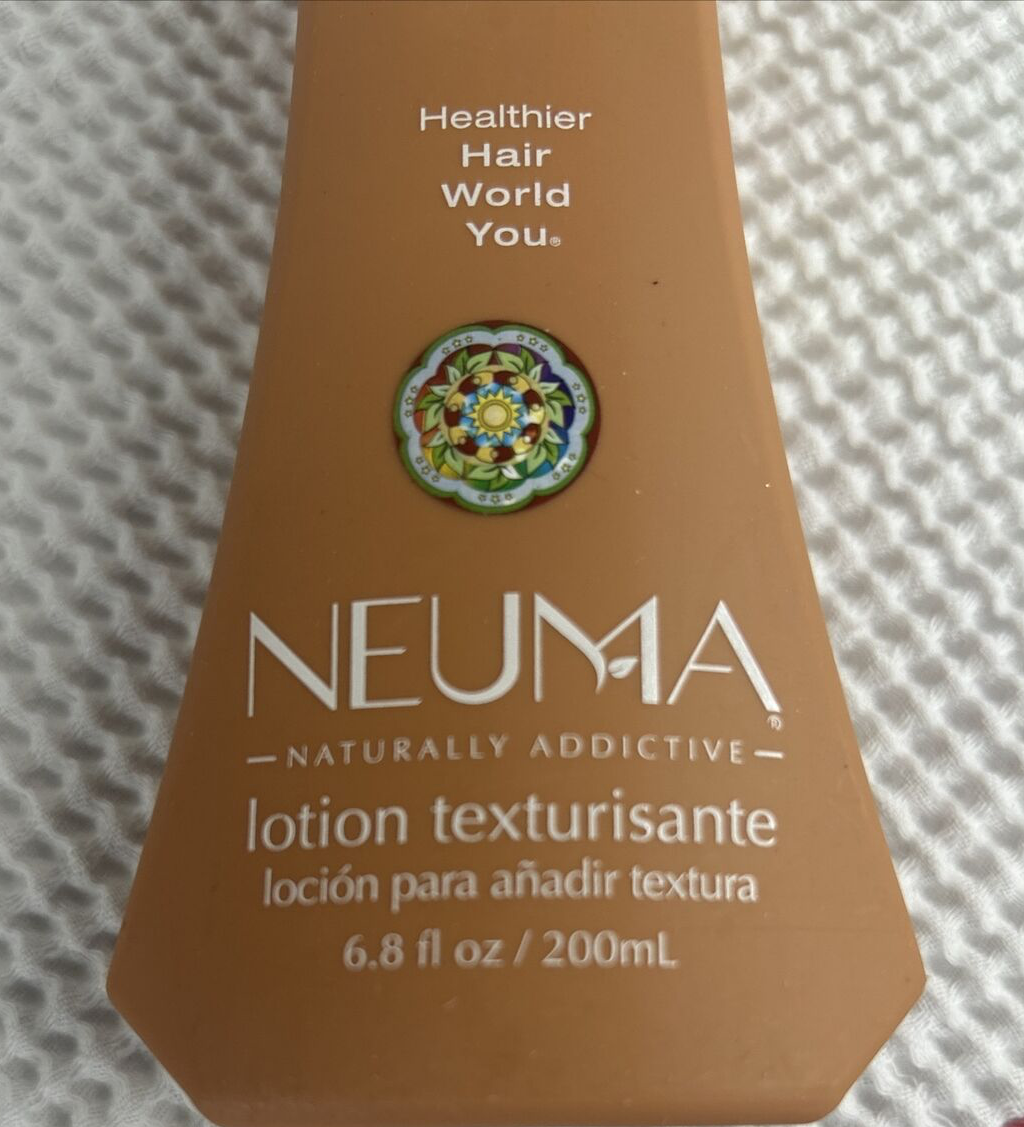 Healthier
Hair
World
You®
NEUMA®
NATURALLY ADDICTIVE
lotion texturisante
loción para añadir textura
6.8 fl oz / 200mL